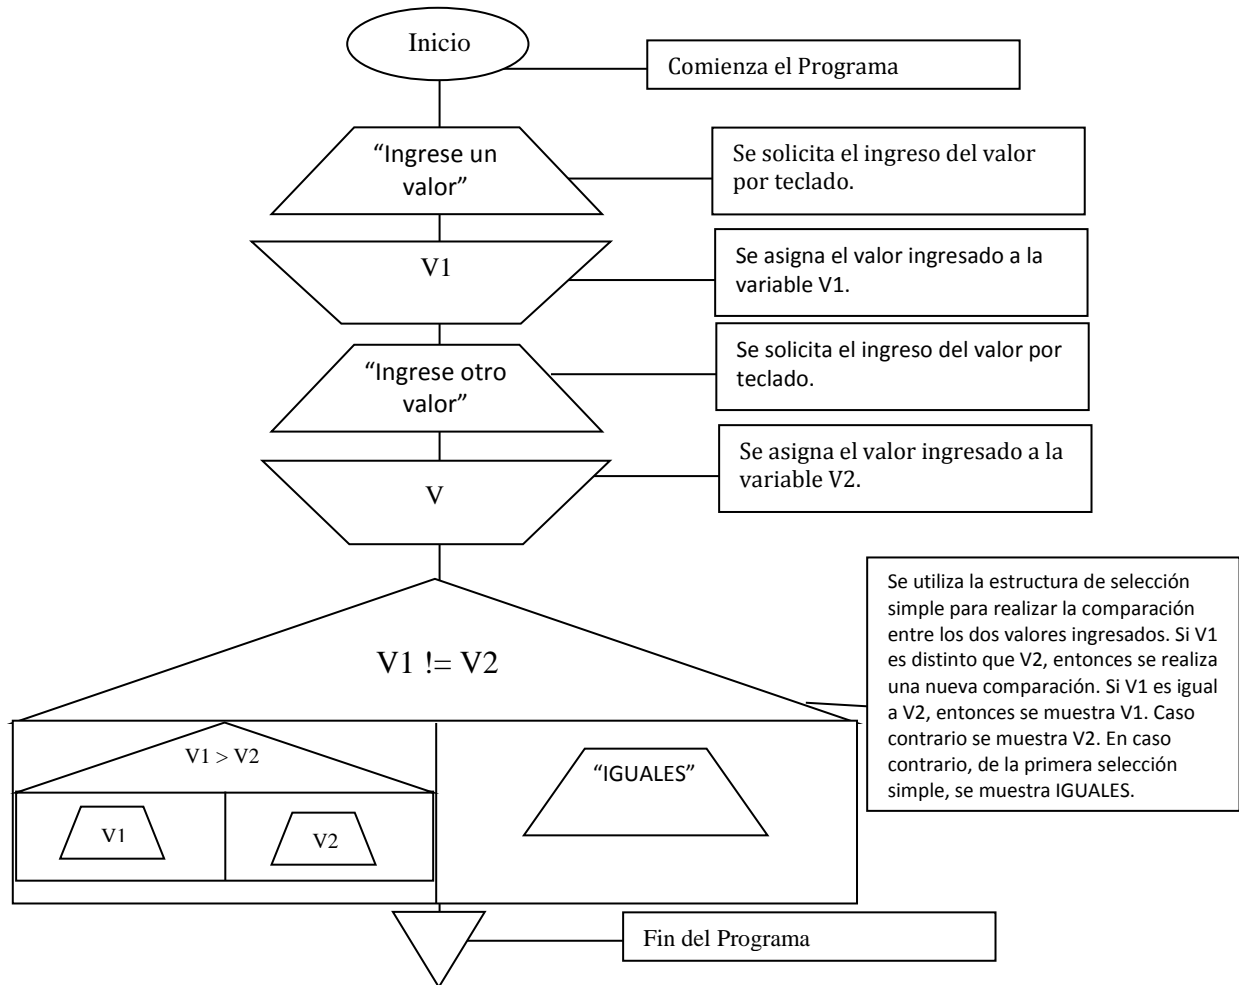 Inicio
Comienza el Programa
“Ingrese un
valor”
Se solicita el ingreso del valor
por teclado.
V1
Se asigna el valor ingresado a la
variable V1.
“Ingrese otro
valor”
Se solicita el ingreso del valor por
teclado.
V
Se asigna el valor ingresado a la
variable V2.
V1 != V2
Se utiliza la estructura de selección
simple para realizar la comparación
entre los dos valores ingresados. Si V1
es distinto que V2, entonces se realiza
una nueva comparación. Si V1 es igual
a V2, entonces se muestra V1. Caso
contrario se muestra V2. En caso
contrario, de la primera selección
simple, se muestra IGUALES.
V1 > V2
V1
V2
“IGUALES”
Fin del Programa